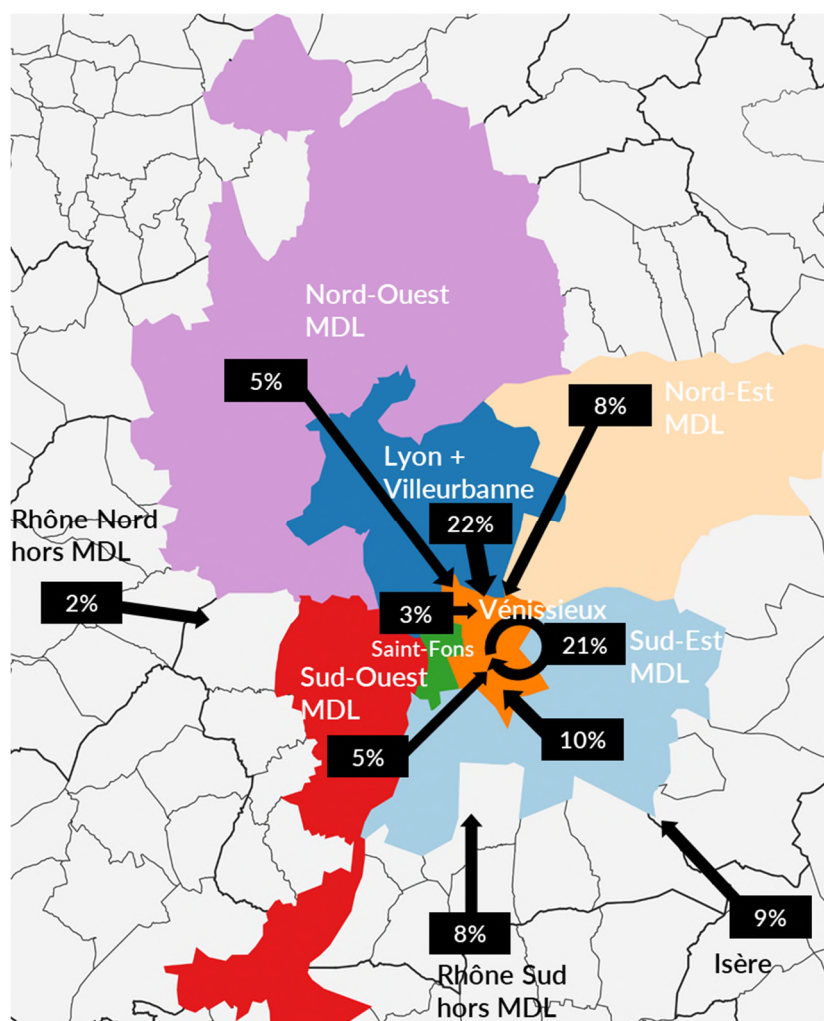 Nord-Ouest
MDL
5%
Nord-Est
MDL
8%
Lyon +
Villeurbanne
22%
Rhône Nord
hors MDL
2%
3%
Vénissieux
Saint-Fons
21%
Sud-Est
MDL
Sud-Ouest
MDL
5%
10%
8%
Rhône Sud
hors MDL
9%
Isère